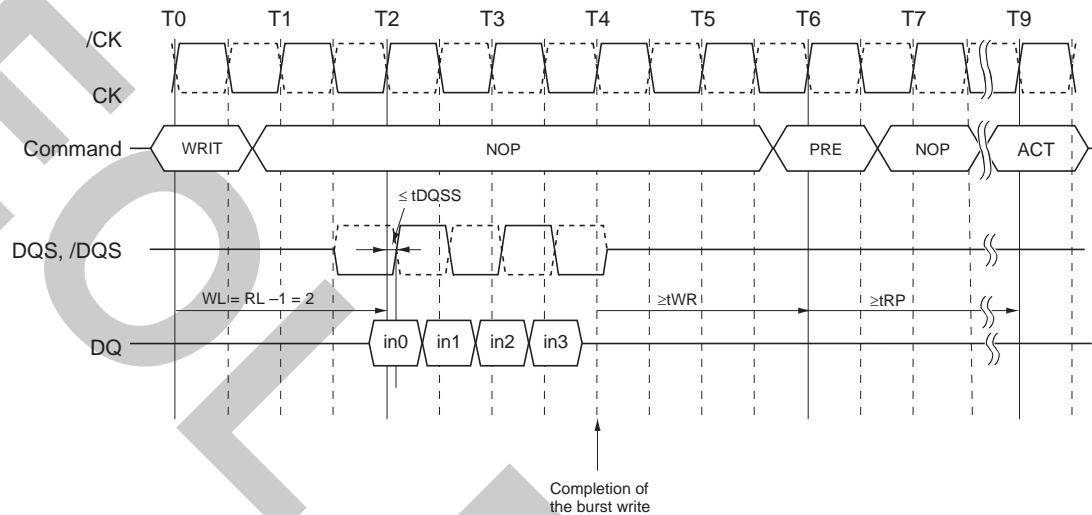 T0 T1 T2 T3 T4 T5 T6 T7 T9
/CK
CK
Command WRIT NOP PRE NOP ACT
≤ tDQSS
DQS, /DQS
WL = RL –1 = 2 ≥tWR ≥tRP
DQ in0 in1 in2 in3
Completion of
the burst write